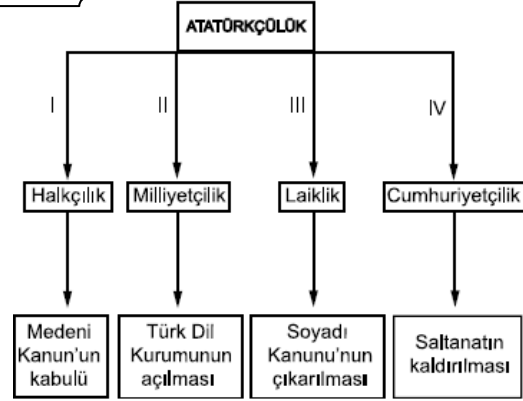 ATATÜRKÇÜLÜK
I
II
III
IV
Halkçılık
Milliyetçilik
Laiklik
Cumhuriyetçilik
Medeni
Kanun'un
kabulü
Türk Dil
Kurumunun
açılması
Soyadı
Kanunu'nun
çıkarılması
Saltanatın
kaldırılması